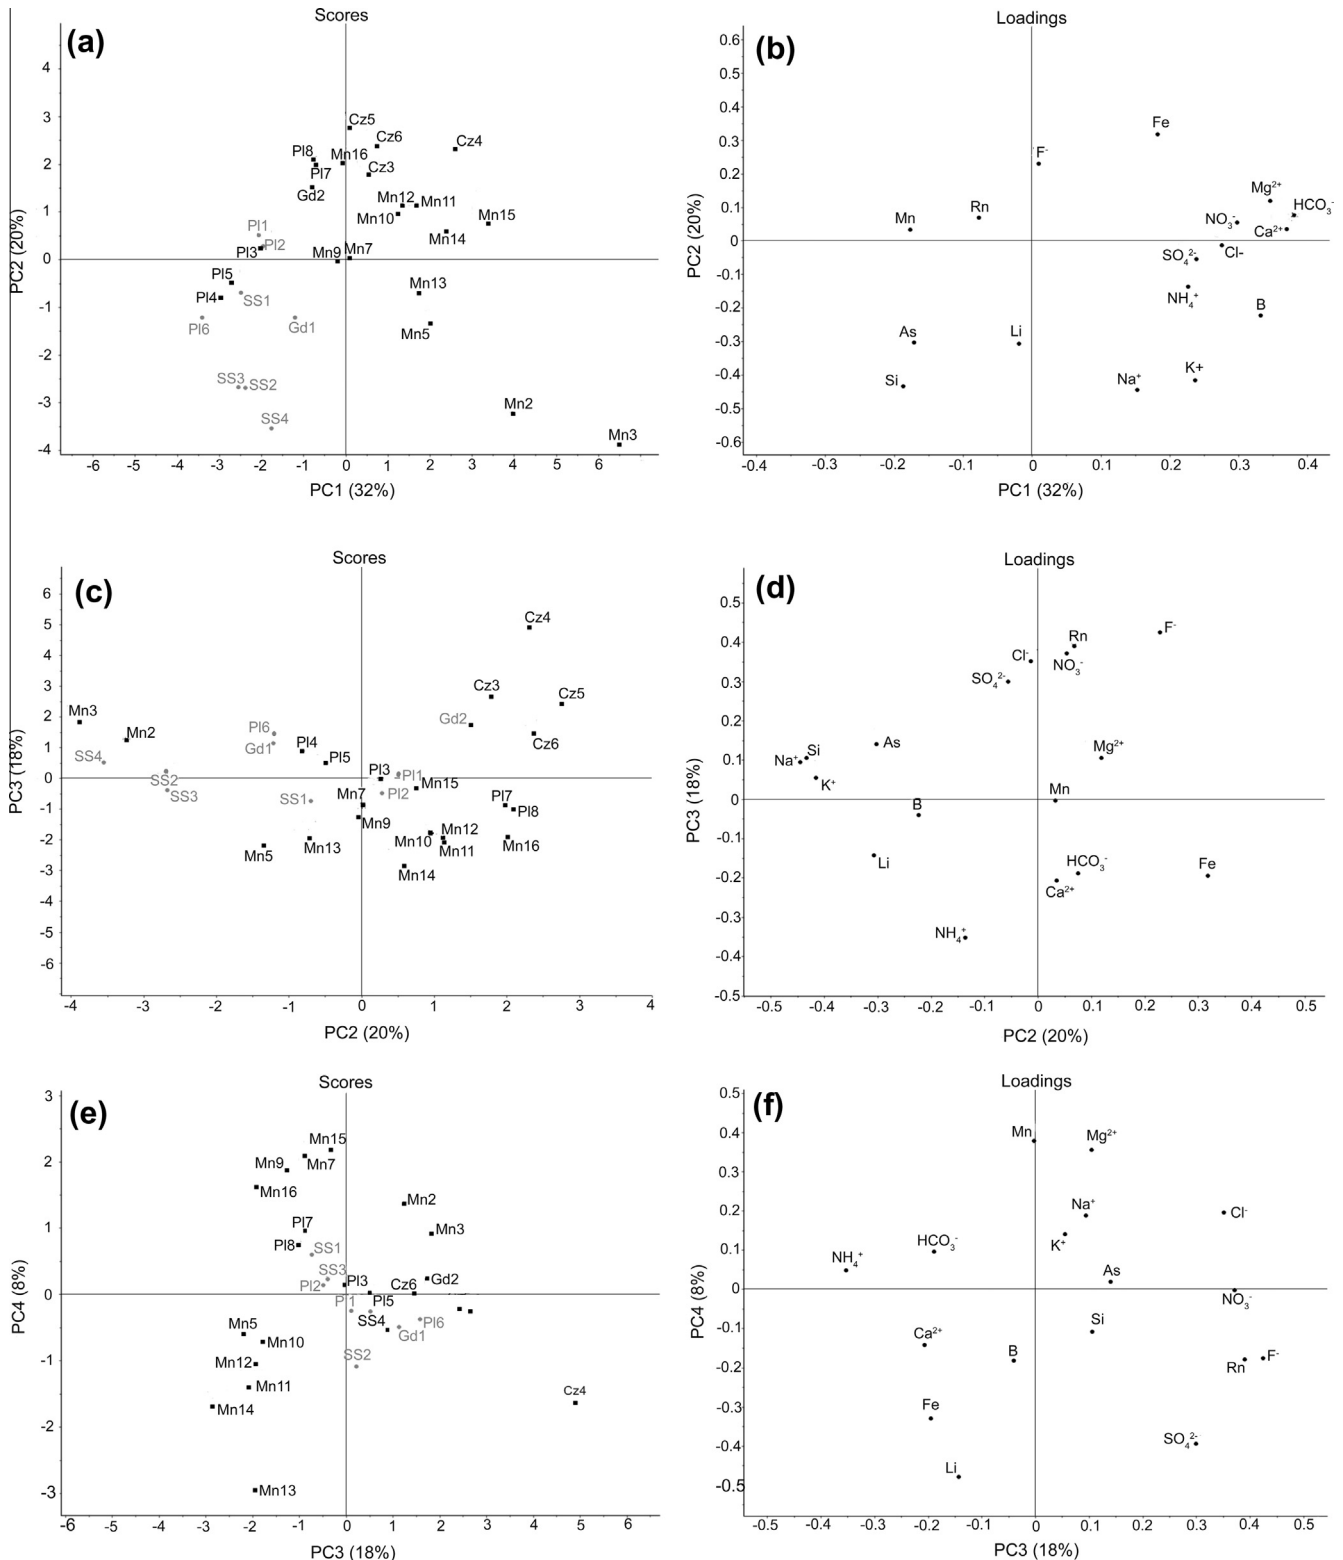 Scores
(a)
4
3
2
1
0
-1
-2
-3
-4
PC2 (20%)
Cz5
Cz6
Cz4
Pl8
Mn16
Pl7
Cz3
Gd2
Mn12
Mn11
Mn10
Mn15
Mn14
Pl1
Pl2
Pl3
Mn9
Mn7
Pl5
SS1
Pl4
Mn13
Pl6
Gd1
Mn5
SS3
SS2
SS4
Mn2
Mn3
-6 -5 -4 -3 -2 -1 0 1 2 3 4 5 6
PC1 (32%)
Loadings
(b)
0.6
0.5
0.4
0.3
0.2
0.1
0
-0.1
-0.2
-0.3
-0.4
-0.5
-0.6
PC2 (20%)
Fe
F-
Mg2+
HCO3-
Rn
Mn
NO3-
Ca2+
Cl-
SO4 2-
NH4+
B
As
Li
Si
Na+
K+
-0.4 -0.3 -0.2 -0.1 0 0.1 0.2 0.3 0.4
PC1 (32%)
Scores
(c)
6
5
4
3
2
1
0
-1
-2
-3
-4
-5
-6
PC3 (18%)
Cz4
Cz3
Cz5
Gd2
Cz6
Mn3
Mn2
Pl6
Gd1
SS4
Pl4
Pl5
SS2
SS3
Pl3
Pl1
Mn15
SS1
Mn7
Pl2
Pl7
Pl8
Mn9
Mn12
Mn10
Mn11
Mn16
Mn5
Mn13
Mn14
-4 -3 -2 -1 0 1 2 3 4
PC2 (20%)
Loadings
(d)
0.5
0.4
0.3
0.2
0.1
0
-0.1
-0.2
-0.3
-0.4
-0.5
PC3 (18%)
F-
Rn
Cl-
NO3-
SO4 2-
As
Si
Na+
K+
Mg2+
Mn
B
Li
HCO3-
Ca2+
Fe
NH4+
-0.5 -0.4 -0.3 -0.2 -0.1 0 0.1 0.2 0.3 0.4 0.5
PC2 (20%)
Scores
(e)
3
2
1
0
-1
-2
-3
PC4 (8%)
Mn15
Mn9
Mn7
Mn16
Mn2
Pl7
Mn3
Pl8
SS1
SS3
Pl2
Pl3
Cz6
Gd2
Pl1
Pl5
SS4
Gd1
Pl6
Mn5
Mn10
Mn12
SS2
Mn11
Mn14
Cz4
Mn13
-6 -5 -4 -3 -2 -1 0 1 2 3 4 5 6
PC3 (18%)
Loadings
(f)
0.5
0.4
0.3
0.2
0.1
0
-0.1
-0.2
-0.3
-0.4
-0.5
PC4 (8%)
Mn
Mg2+
Na+
Cl-
K+
HCO3-
NH4+
As
NO3-
Si
Ca2+
B
Rn
F-
Fe
SO4 2-
Li
-0.5 -0.4 -0.3 -0.2 -0.1 0 0.1 0.2 0.3 0.4 0.5
PC3 (18%)